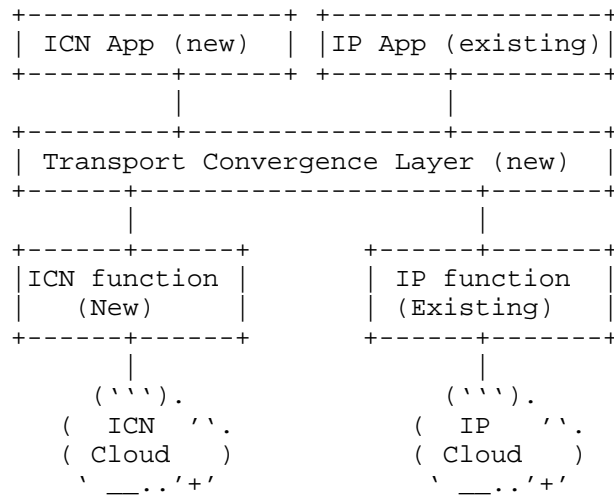 ICN App (new) IP App (existing)
Transport Convergence Layer (new)
ICN function IP function
(New) (Existing)
ICN IP
Cloud Cloud